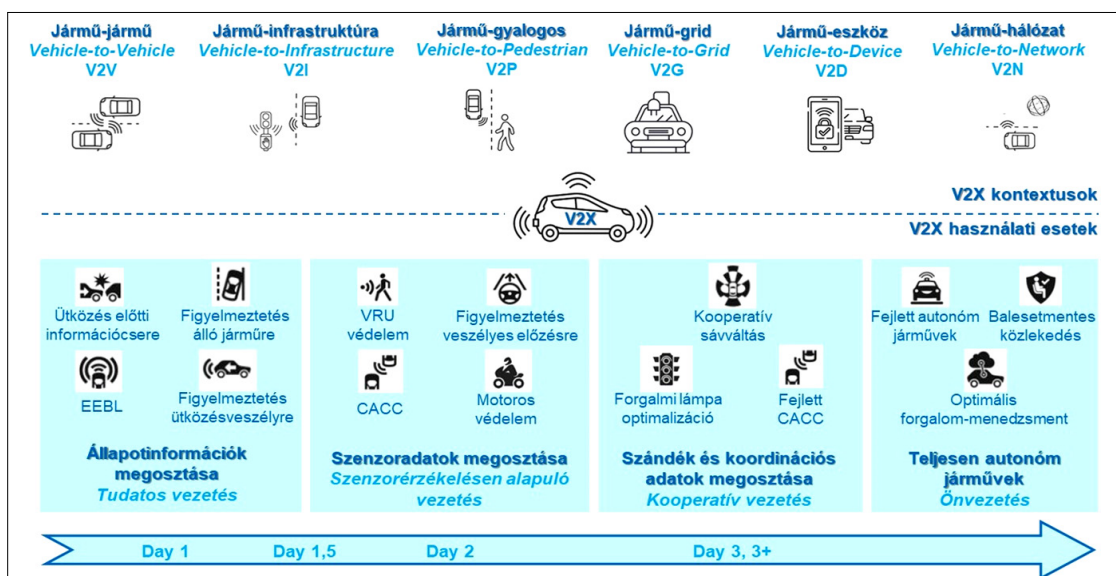 Jármű-jármű
Vehicle-to-Vehicle
V2V
Jármű-infrastruktúra
Vehicle-to-Infrastructure
V2I
Jármű-gyalogos
Vehicle-to-Pedestrian
V2P
Jármű-grid
Vehicle-to-Grid
V2G
Jármű-eszköz
Vehicle-to-Device
V2D
Jármű-hálózat
Vehicle-to-Network
V2N
V2X kontextusok
V2X
V2X használati esetek
Ütközés előtti
információcsere
Figyelmeztetés
álló járműre
EEBL
Figyelmeztetés
ütközésveszélyre
Állapotinformációk
megosztása
Tudatos vezetés
VRU
védelem
Figyelmeztetés
veszélyes előzésre
CACC
Motoros
védelem
Szenzoradatok megosztása
Szenzorérzékelésen alapuló
vezetés
Kooperatív
sávváltás
Forgalmi lámpa
optimalizáció
Fejlett
CACC
Szándék és koordinációs
adatok megosztása
Kooperatív vezetés
Fejlett autonóm
járművek
Balesetmentes
közlekedés
Optimális
forgalom-menedzsment
Teljesen autonóm
járművek
Önvezetés
Day 1
Day 1,5
Day 2
Day 3, 3+